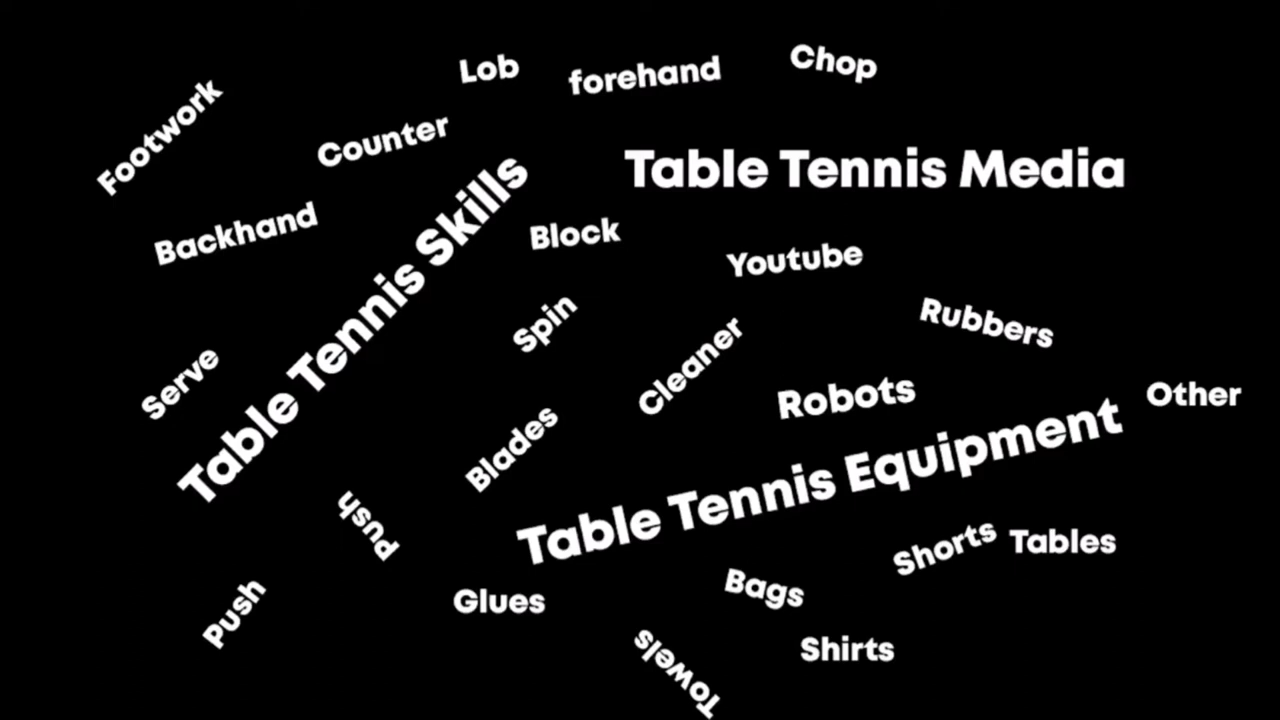 Lob
forehand
Chop
Footwork
Counter
Table Tennis Media
Backhand
Table Tennis Skills
Block
Youtube
Spin
Rubbers
Serve
Cleaner
Robots
Other
Blades
Table Tennis Equipment
Push
Shorts
Tables
Push
Glues
Bags
Shirts
Towels